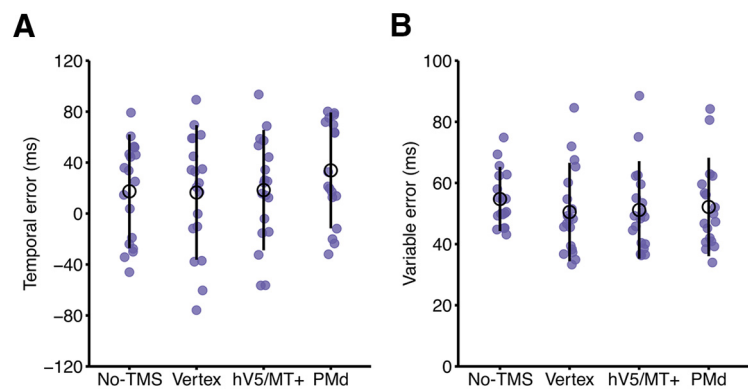 A
B
Temporal error (ms)
120
80
40
0
−40
−80
−120
No-TMS Vertex hV5/MT+ PMd
Variable error (ms)
100
80
60
40
20
0
No-TMS Vertex hV5/MT+ PMd